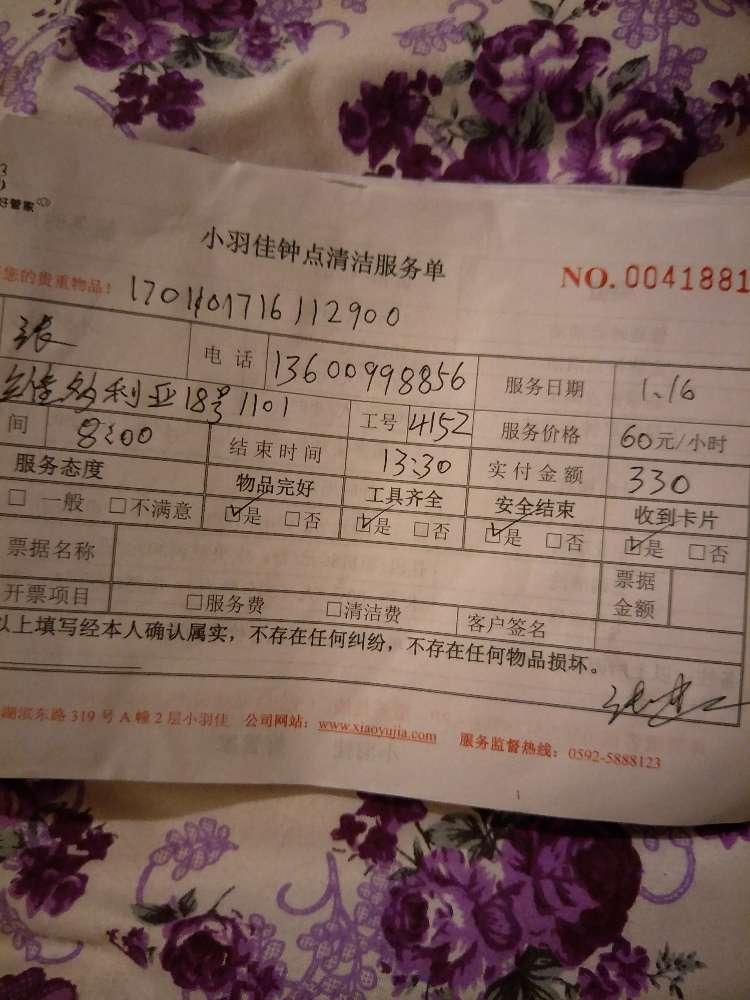 好管家
小羽佳钟点清洁服务单
NO. 0041881
您的贵重物品: 1701101716112900
张 电话 13600998856 服务日期 1.16
佳多利亚18号1101 工号 4152 服务价格 60元/小时
间 8:00 结束时间 13:30 实付金额 330
服务态度 物品完好 工具齐全 安全结束 收到卡片
□ 一般 □不满意 ☑是 □否 ☑是 □否 ☑是 □否 ☑是 □否
票据名称 票据金额
开票项目 □服务费 □清洁费 客户签名
以上填写经本人确认属实，不存在任何纠纷，不存在任何物品损坏。
湖滨东路 319 号 A 幢 2 层小羽佳 公司网站: www.xiaoyujia.com 服务监督热线: 0592-5888123
1